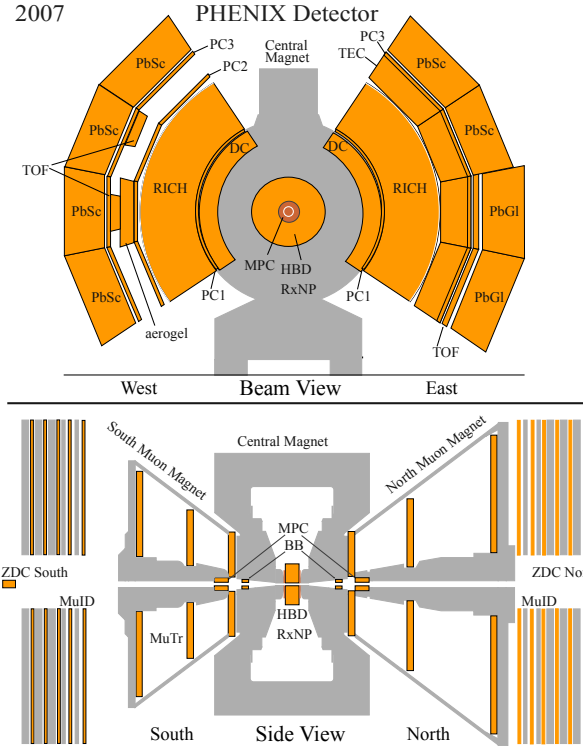 2007
PHENIX Detector
Central
Magnet
PC3
PC2
PC3
TEC
PbSc
PbSc
PbSc
PbSc
PbSc
PbSc
TOF
DC
DC
RICH
RICH
PbGl
PbGl
MPC
HBD
RxNP
PC1
PC1
aerogel
TOF
West
Beam View
East
South Muon Magnet
Central Magnet
North Muon Magnet
MPC
BB
ZDC South
ZDC No
MuID
MuID
MuTr
HBD
RxNP
South
Side View
North